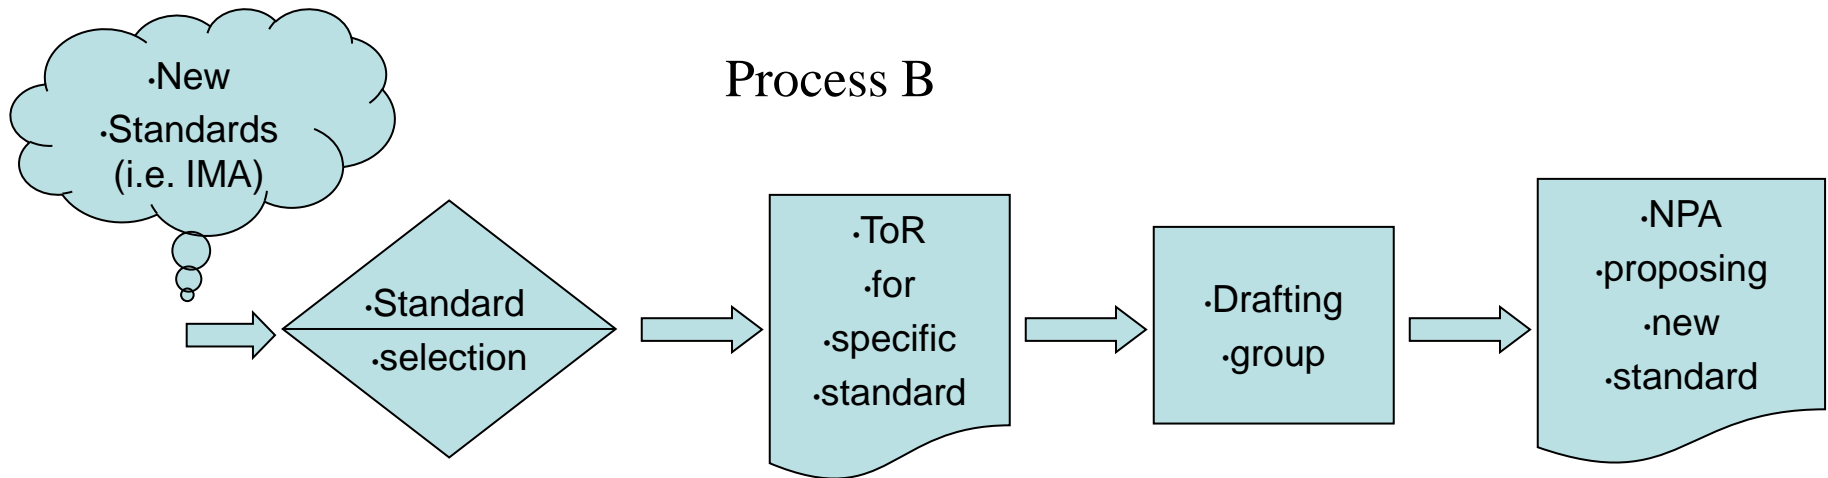 Process B
·New
·Standards
(i.e. IMA)
·Standard
·selection
·ToR
·for
·specific
·standard
·Drafting
·group
·NPA
·proposing
·new
·standard